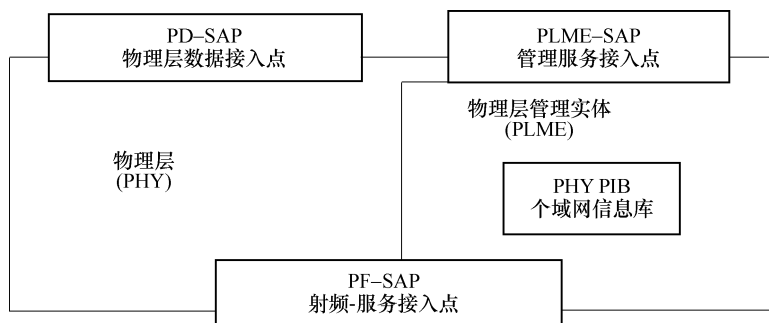 PD–SAP
物理层数据接入点
PLME–SAP
管理服务接入点
物理层管理实体
(PLME)
物理层
(PHY)
PHY PIB
个域网信息库
PF–SAP
射频-服务接入点